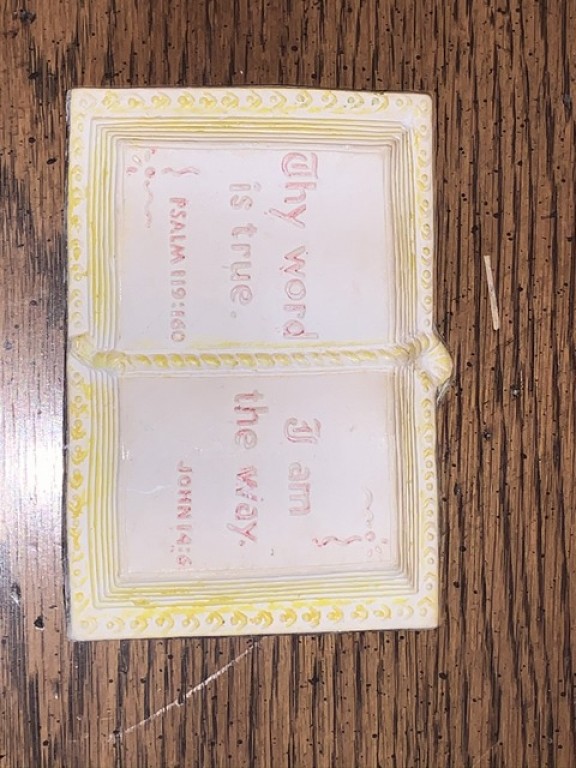 Thy word
is true.
PSALM 119:160
I am
the way.
JOHN 14:6